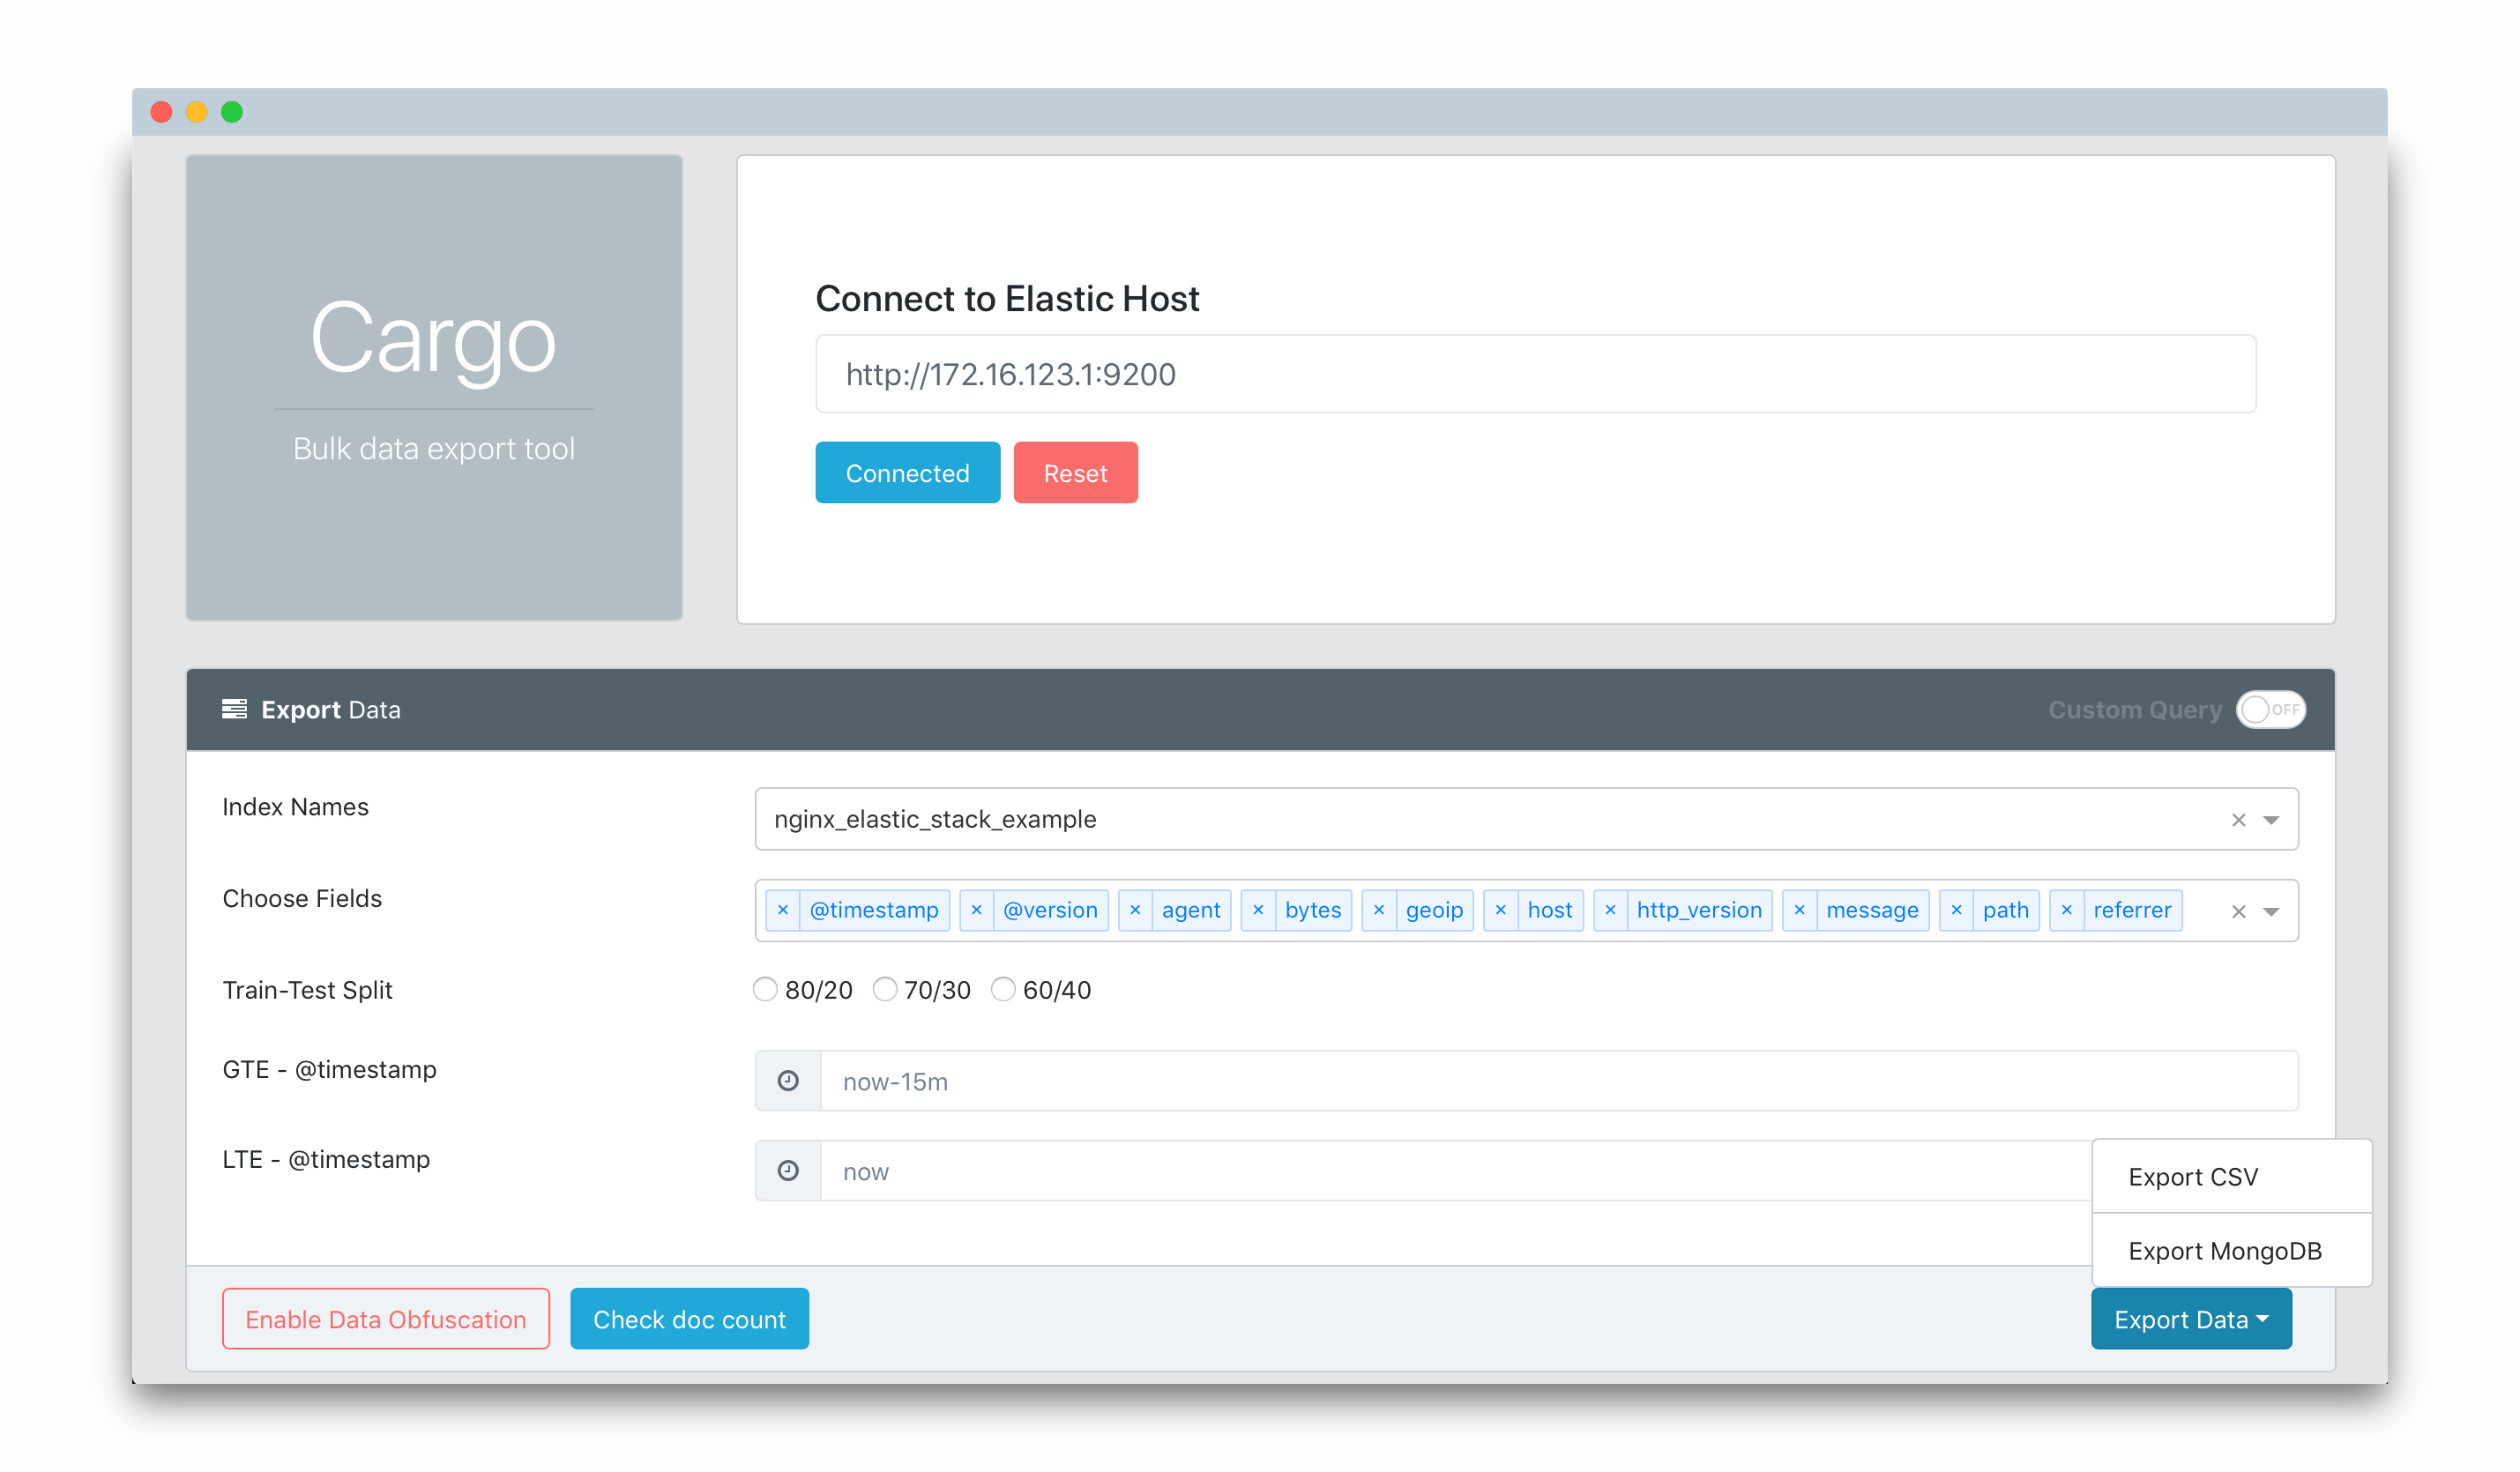 Cargo
Bulk data export tool
Connect to Elastic Host
http://172.16.123.1:9200
Connected Reset
Export Data Custom Query OFF
Index Names nginx_elastic_stack_example × 
Choose Fields × @timestamp × @version × agent × bytes × geoip × host × http_version × message × path × referrer ×
Train-Test Split 80/20 70/30 60/40
GTE - @timestamp now-15m
LTE - @timestamp now
Export CSV
Export MongoDB
Enable Data Obfuscation Check doc count Export Data